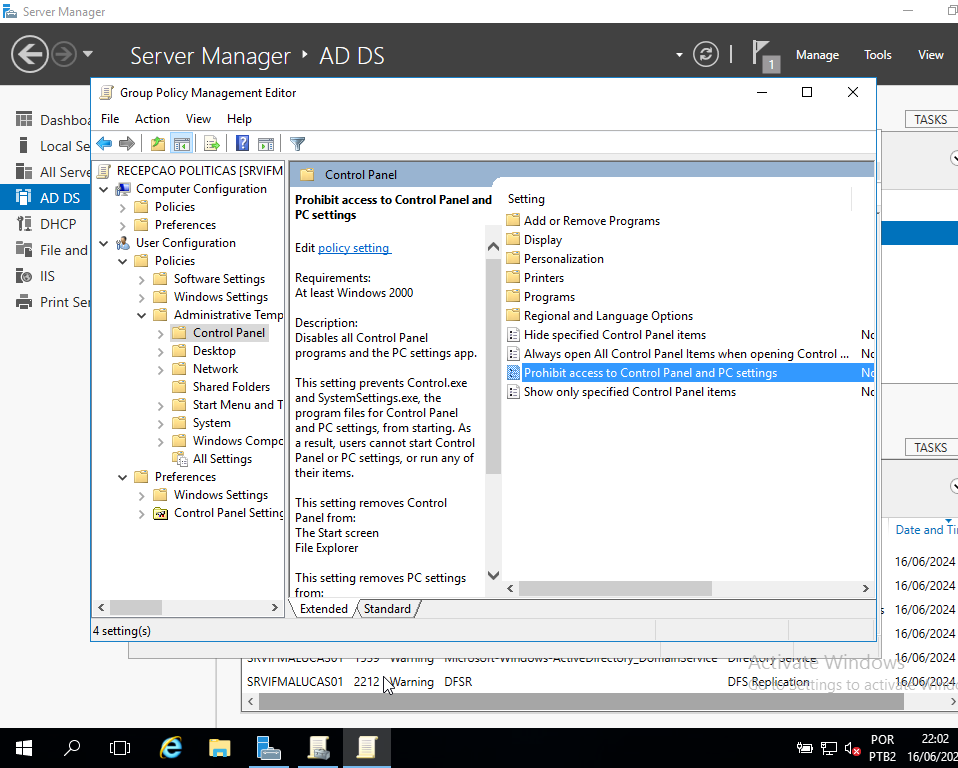 Server Manager
Server Manager ‣ AD DS
1
Manage
Tools
View
Group Policy Management Editor
File
Action
View
Help
TASKS
Local Se
All Serve
AD DS
DHCP
File and
IIS
Print Ser
RECEPCAO POLITICAS [SRVIFM
Computer Configuration
Policies
Preferences
User Configuration
Policies
Software Settings
Windows Settings
Administrative Temp
Control Panel
Desktop
Network
Shared Folders
Start Menu and T
System
Windows Compo
All Settings
Preferences
Windows Settings
Control Panel Setting
Control Panel
Prohibit access to Control Panel and
PC settings
Edit policy setting
Requirements:
At least Windows 2000
Description:
Disables all Control Panel
programs and the PC settings app.
This setting prevents Control.exe
and SystemSettings.exe, the
program files for Control Panel
and PC settings, from starting. As
a result, users cannot start Control
Panel or PC settings, or run any of
their items.
This setting removes Control
Panel from:
The Start screen
File Explorer
This setting removes PC settings
from:
Setting
Add or Remove Programs
Display
Personalization
Printers
Programs
Regional and Language Options
Hide specified Control Panel items No
Always open All Control Panel Items when opening Control ... No
Prohibit access to Control Panel and PC settings No
Show only specified Control Panel items No
Extended
Standard
4 setting(s)
TASKS
Date and Ti
16/06/2024
16/06/2024
16/06/2024
16/06/2024
16/06/2024
SRVIFMALUCAS01 Warning Microsoft-Windows-ActiveDirectory_DomainService Directory Service
SRVIFMALUCAS01 2212 Warning DFSR DFS Replication 16/06/2024
Activate Windows
Go to Settings to activate Windo
POR
PTB2
22:02
16/06/202